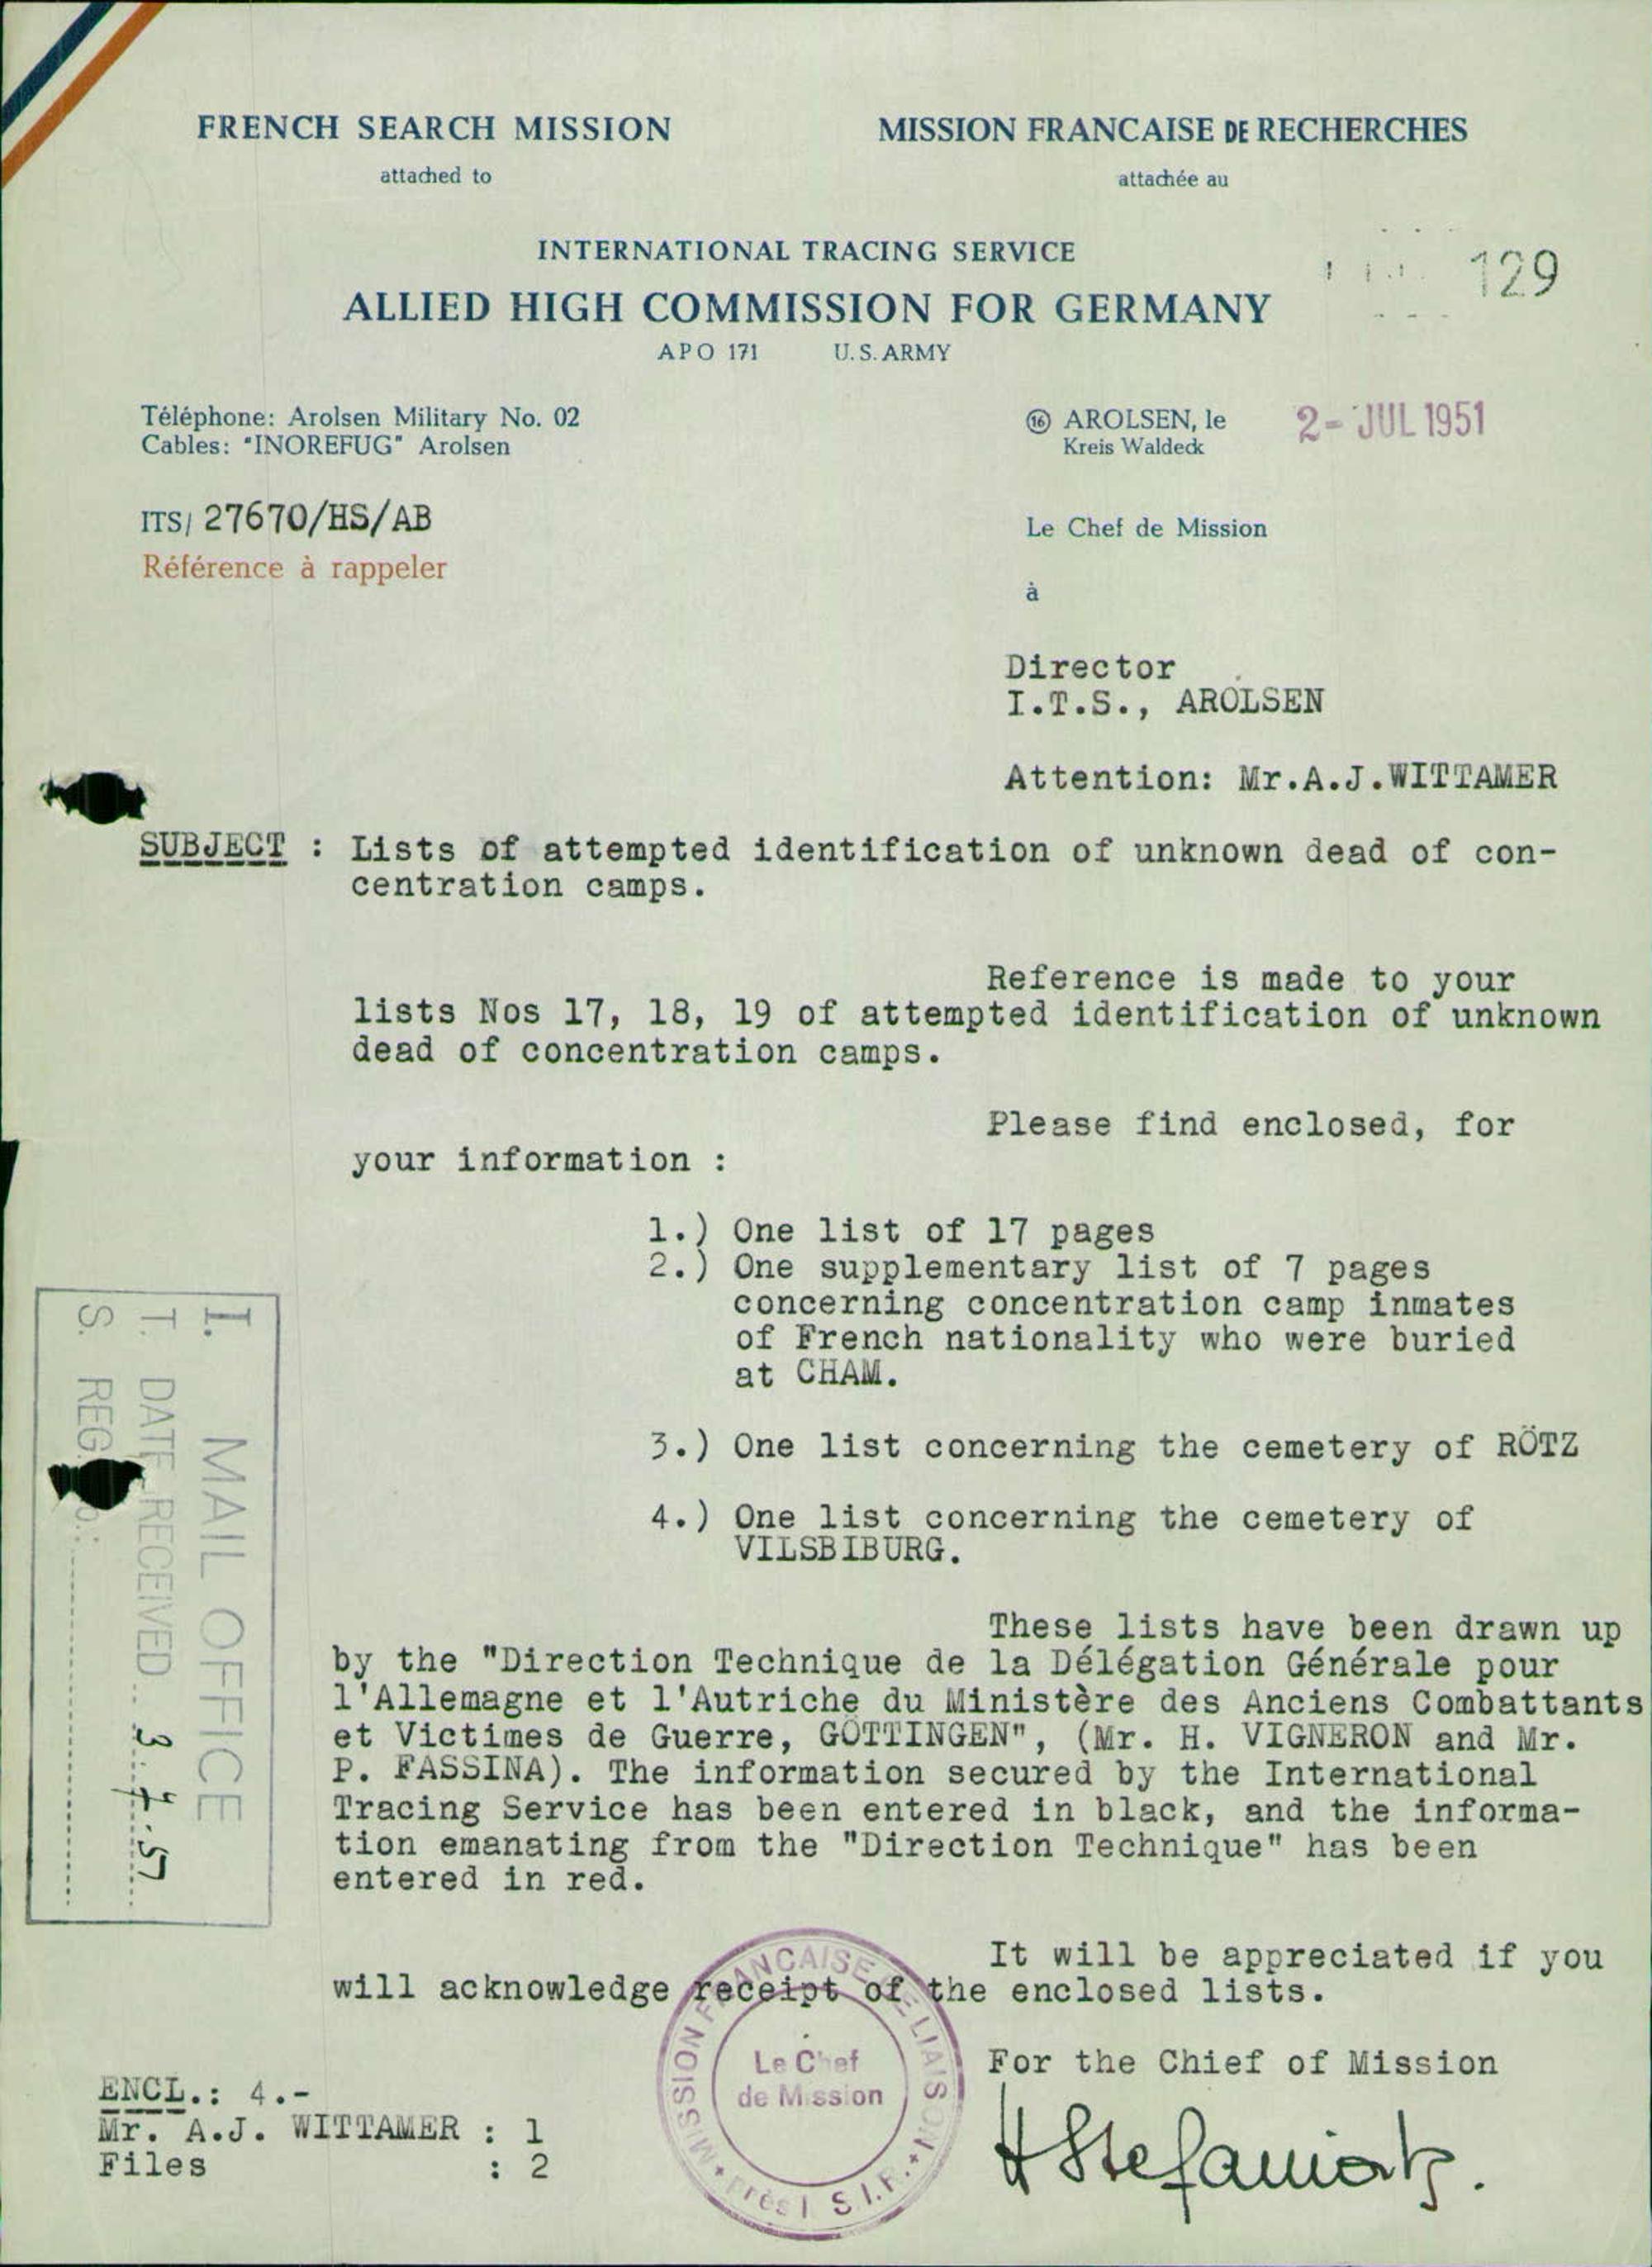 FRENCH SEARCH MISSION
attached to
MISSION FRANCAISE DE RECHERCHES
attachée au
INTERNATIONAL TRACING SERVICE
ALLIED HIGH COMMISSION FOR GERMANY
APO 171 U.S. ARMY
129
Téléphone: Arolsen Military No. 02
Cables: "INOREFUG" Arolsen
⑯ AROLSEN, le 2- JUL 1951
Kreis Waldeck
ITS/ 27670/HS/AB
Référence à rappeler
Le Chef de Mission
à
Director
I.T.S., AROLSEN
Attention: Mr.A.J.WITTAMER
SUBJECT : Lists of attempted identification of unknown dead of con-
centration camps.
Reference is made to your
lists Nos 17, 18, 19 of attempted identification of unknown
dead of concentration camps.
Please find enclosed, for
your information :
1.) One list of 17 pages
2.) One supplementary list of 7 pages
concerning concentration camp inmates
of French nationality who were buried
at CHAM.
3.) One list concerning the cemetery of RÖTZ
4.) One list concerning the cemetery of
VILSBIBURG.
These lists have been drawn up
by the "Direction Technique de la Délégation Générale pour
l'Allemagne et l'Autriche du Ministère des Anciens Combattants
et Victimes de Guerre, GÖTTINGEN", (Mr. H. VIGNERON and Mr.
P. FASSINA). The information secured by the International
Tracing Service has been entered in black, and the informa-
tion emanating from the "Direction Technique" has been
entered in red.
It will be appreciated if you
will acknowledge receipt of the enclosed lists.
For the Chief of Mission
HStefaniak.
ENCL.: 4.-
Mr. A.J. WITTAMER : 1
Files : 2
I. MAIL OFFICE
T. DATE RECEIVED 3.7.51
S. REG.
MISSION FRANCAISE DE LIAISON
près l S.I.R.
Le Chef
de Mission